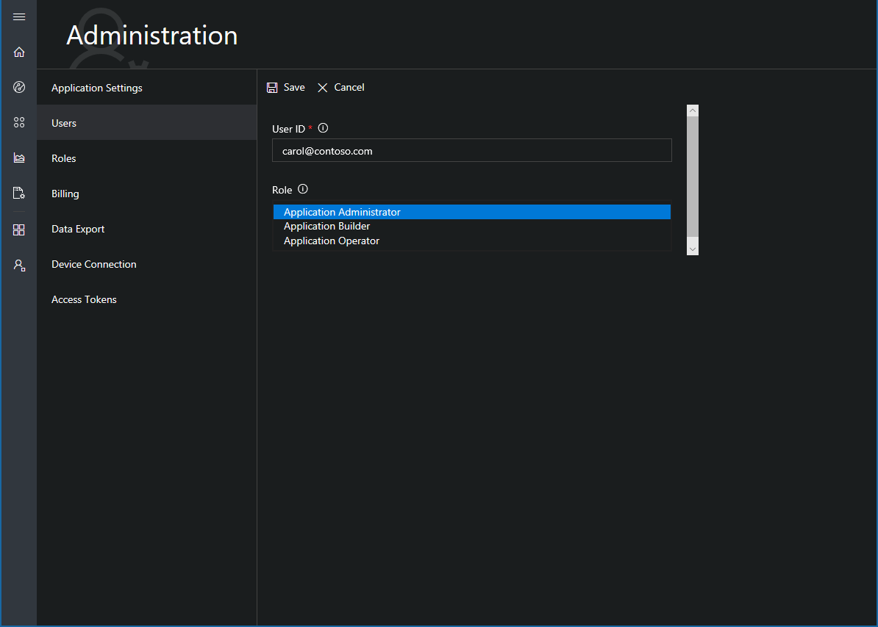 Administration
Application Settings
Users
Roles
Billing
Data Export
Device Connection
Access Tokens
Save Cancel
User ID *
carol@contoso.com
Role
Application Administrator
Application Builder
Application Operator